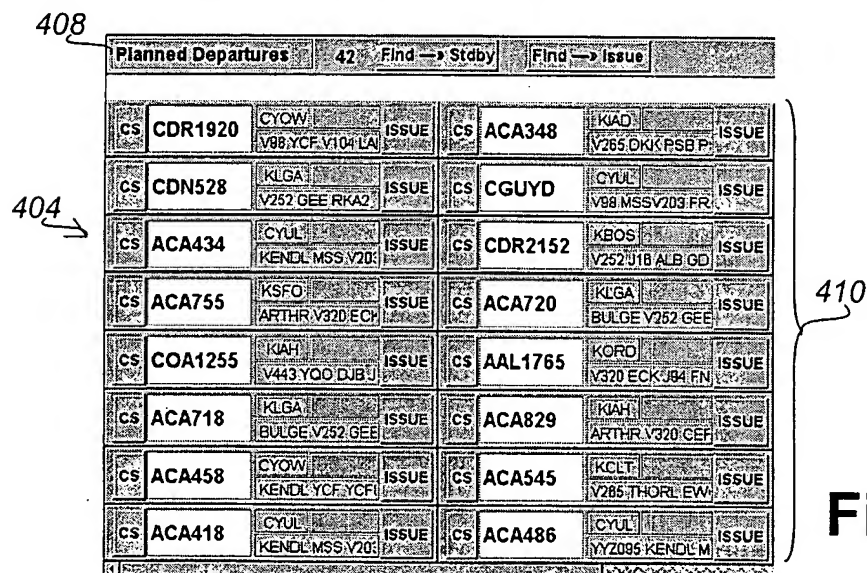 408
Planned Departures 42 Find → Stdby Find → Issue
CS CDR1920 CYOW V98 YCF V104 LA ISSUE CS ACA348 KIAD V265 DKK PSB P ISSUE
CS CDN528 KLGA V252 GEE RKA2 ISSUE CS CGUYD CYUL V98 MSSV203 FR ISSUE
404
CS ACA434 CYUL KENDL MSS V20 ISSUE CS CDR2152 KBOS V252 J16 ALB GD ISSUE
CS ACA755 KSFO ARTHR V320 ECK ISSUE CS ACA720 KLGA BULGE V252 GEE ISSUE
410
CS COA1255 KIAH V443 YQO DJB J ISSUE CS AAL1765 KORD V320 ECK J94 FN ISSUE
CS ACA718 KLGA BULGE V252 GEE ISSUE CS ACA829 KIAH ARTHR V320 CEF ISSUE
CS ACA458 CYOW KENDL YCF YCF ISSUE CS ACA545 KCLT V265 THORL EW ISSUE
Fi
CS ACA418 CYUL KENDL MSS V20 ISSUE CS ACA486 CYUL YYZ095 KENDL M ISSUE